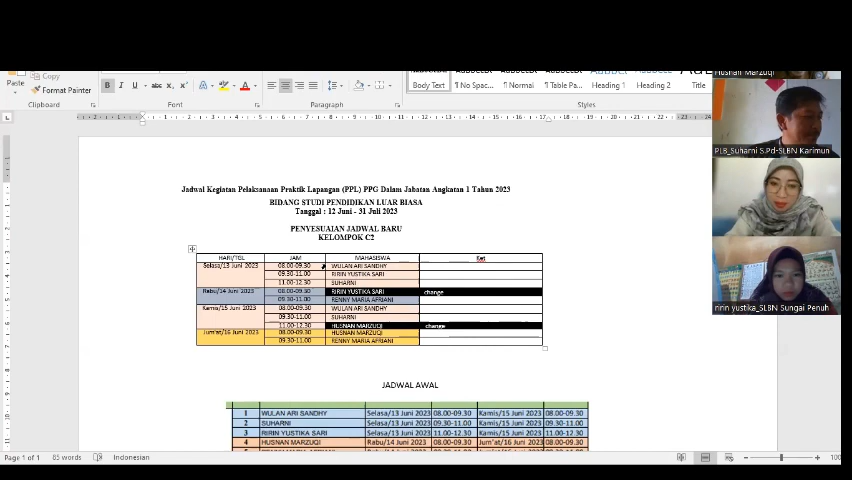 Copy
Paste
Format Painter
B I U abc X₂ X²
Body Text
¶ No Spac...
¶ Normal
¶ Table Pa...
Heading 1
Heading 2
Title
Clipboard
Font
Paragraph
Styles
Husnan Marzuqi
PLB_Suharni S.Pd-SLBN Karimun
ririn yustika_SLBN Sungai Penuh
Jadwal Kegiatan Pelaksanaan Praktik Lapangan (PPL) PPG Dalam Jabatan Angkatan 1 Tahun 2023
BIDANG STUDI PENDIDIKAN LUAR BIASA
Tanggal : 12 Juni - 31 Juli 2023
PENYESUAIAN JADWAL BARU
KELOMPOK C2
HARI/TGL JAM MAHASISWA Ket
Selasa/13 Juni 2023 08.00-09.30 WULAN ARI SANDHY
09.30-11.00 RIRIN YUSTIKA SARI
11.00-12.30 SUHARNI
Rabu/14 Juni 2023 08.00-09.30 RIRIN YUSTIKA SARI change
09.30-11.00 RENNY MARIA AFRIANI
Kamis/15 Juni 2023 08.00-09.30 WULAN ARI SANDHY
09.30-11.00 SUHARNI
11.00-12.30 HUSNAN MARZUQI change
Jum'at/16 Juni 2023 08.00-09.30 HUSNAN MARZUQI
09.30-11.00 RENNY MARIA AFRIANI
JADWAL AWAL
1 WULAN ARI SANDHY Selasa/13 Juni 2023 08.00-09.30 Kamis/15 Juni 2023 08.00-09.30
2 SUHARNI Selasa/13 Juni 2023 09.30-11.00 Kamis/15 Juni 2023 09.30-11.00
3 RIRIN YUSTIKA SARI Selasa/13 Juni 2023 11.00-12.30 Kamis/15 Juni 2023 11.00-12.30
4 HUSNAN MARZUQI Rabu/14 Juni 2023 08.00-09.30 Jum'at/16 Juni 2023 08.00-09.30
Page 1 of 1 85 words Indonesian 100